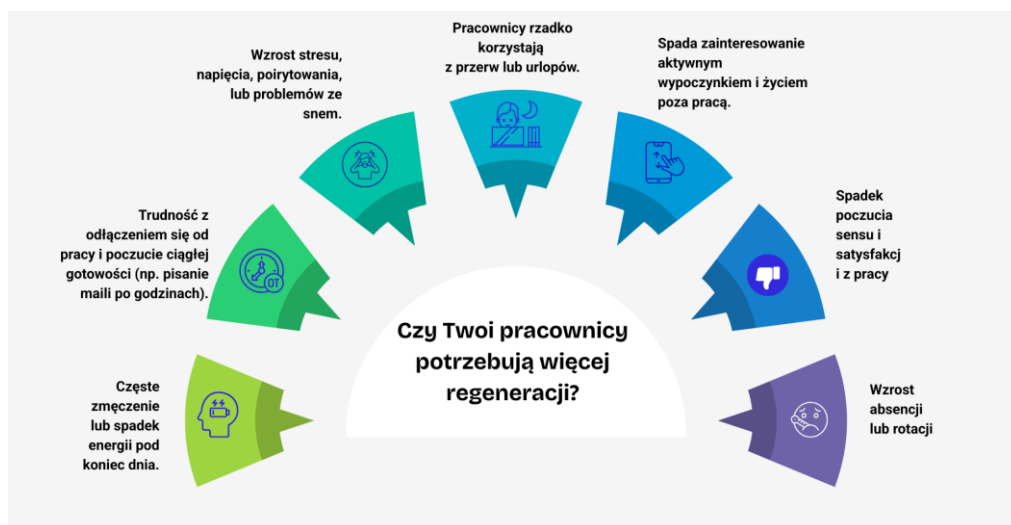 Pracownicy rzadko
korzystają
z przerw lub urlopów.
Wzrost stresu,
napięcia, poirytowania,
lub problemów ze
snem.
Spada zainteresowanie
aktywnym
wypoczynkiem i życiem
poza pracą.
Trudność z
odłączeniem się od
pracy i poczucie ciągłej
gotowości (np. pisanie
maili po godzinach).
OT
Spadek
poczucia
sensu i
satysfakcj
i z pracy
Czy Twoi pracownicy
potrzebują więcej
regeneracji?
Częste
zmęczenie
lub spadek
energii pod
koniec dnia.
Wzrost
absencji
lub rotacji